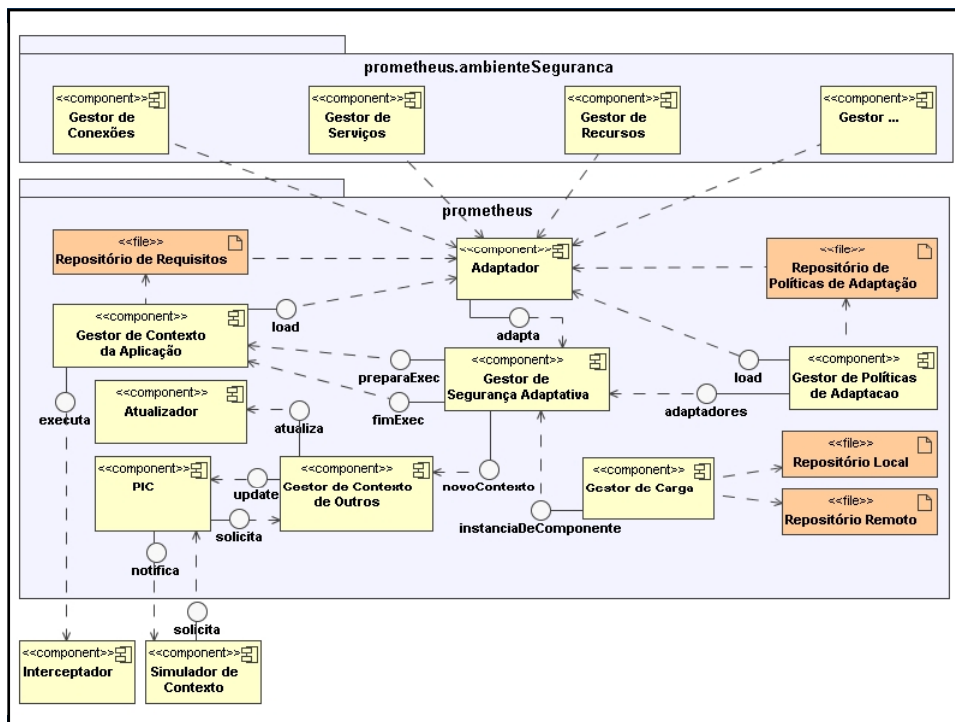 prometheus.ambienteSeguranca
<<component>>
Gestor de
Conexões
<<component>>
Gestor de
Serviços
<<component>>
Gestor de
Recursos
<<component>>
Gestor ...
prometheus
<<file>>
Repositório de Requisitos
<<component>>
Adaptador
<<file>>
Repositório de
Políticas de Adaptação
<<component>>
Gestor de Contexto
da Aplicação
load
adapta
<<component>>
Gestor de
Segurança Adaptativa
preparaExec
fimExec
load
adaptadores
<<component>>
Gestor de Políticas
de Adaptacao
executa
<<component>>
Atualizador
atualiza
<<component>>
PIC
update
solicita
<<component>>
Gestor de Contexto
de Outros
novoContexto
<<component>>
Gestor de Carga
instanciaDeComponente
<<file>>
Repositório Local
<<file>>
Repositório Remoto
notifica
solicita
<<component>>
Interceptador
<<component>>
Simulador de
Contexto